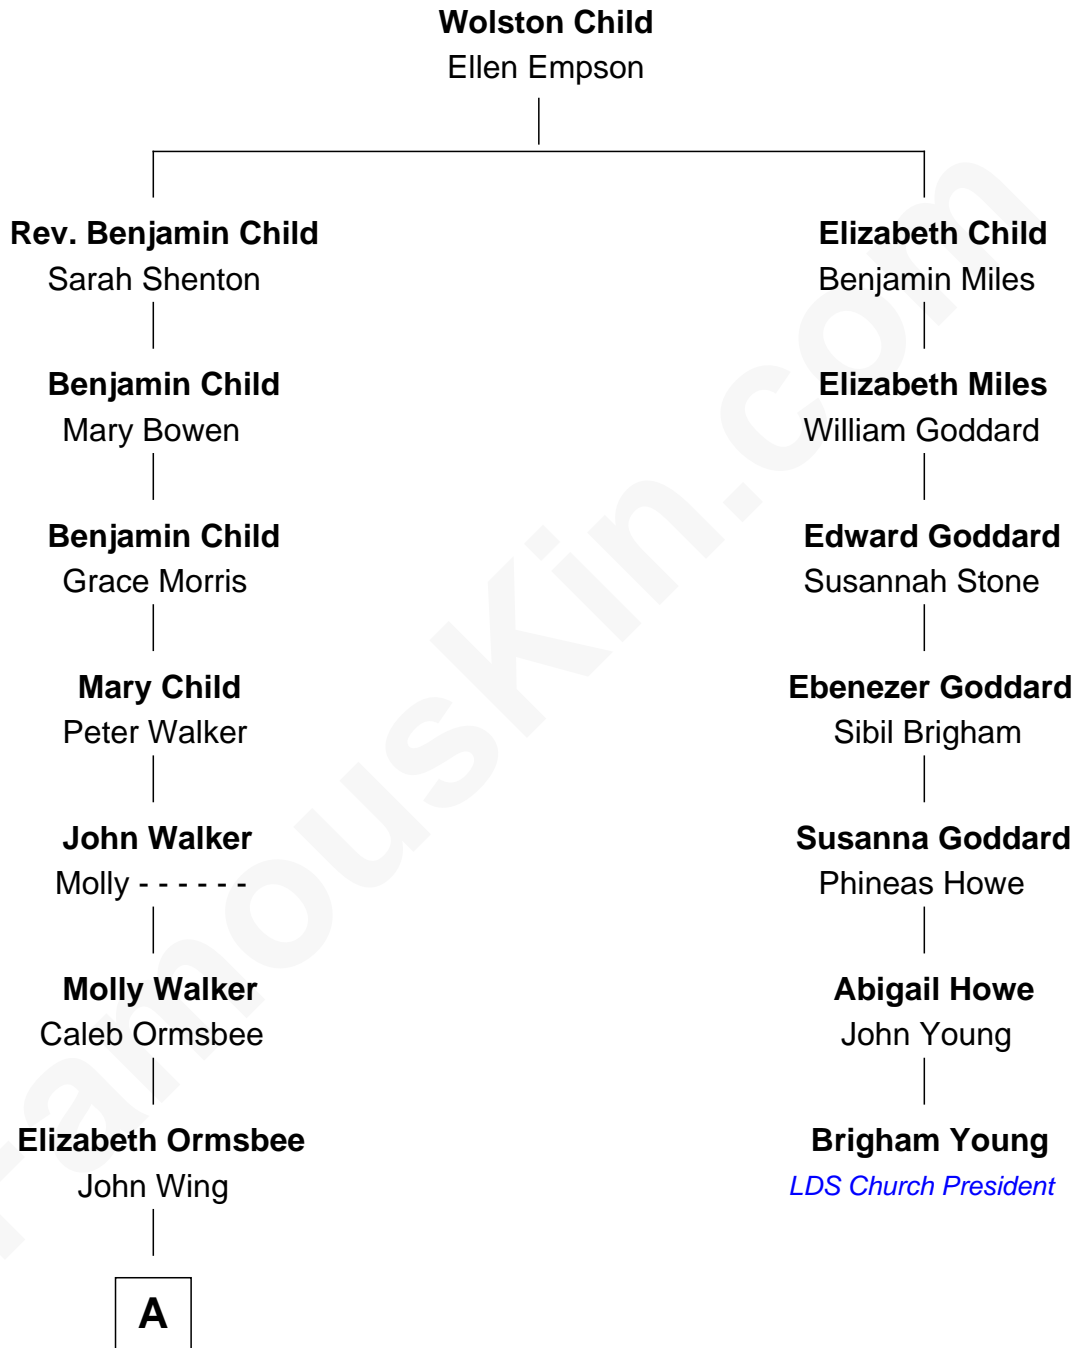 Wolston Child
Ellen Empson
Rev. Benjamin Child
Sarah Shenton
Elizabeth Child
Benjamin Miles
Benjamin Child
Mary Bowen
Elizabeth Miles
William Goddard
Benjamin Child
Grace Morris
Edward Goddard
Susannah Stone
Mary Child
Peter Walker
Ebenezer Goddard
Sibil Brigham
John Walker
Molly - - - - - -
Susanna Goddard
Phineas Howe
Molly Walker
Caleb Ormsbee
Abigail Howe
John Young
Elizabeth Ormsbee
John Wing
Brigham Young
LDS Church President
A
FamousKin.com